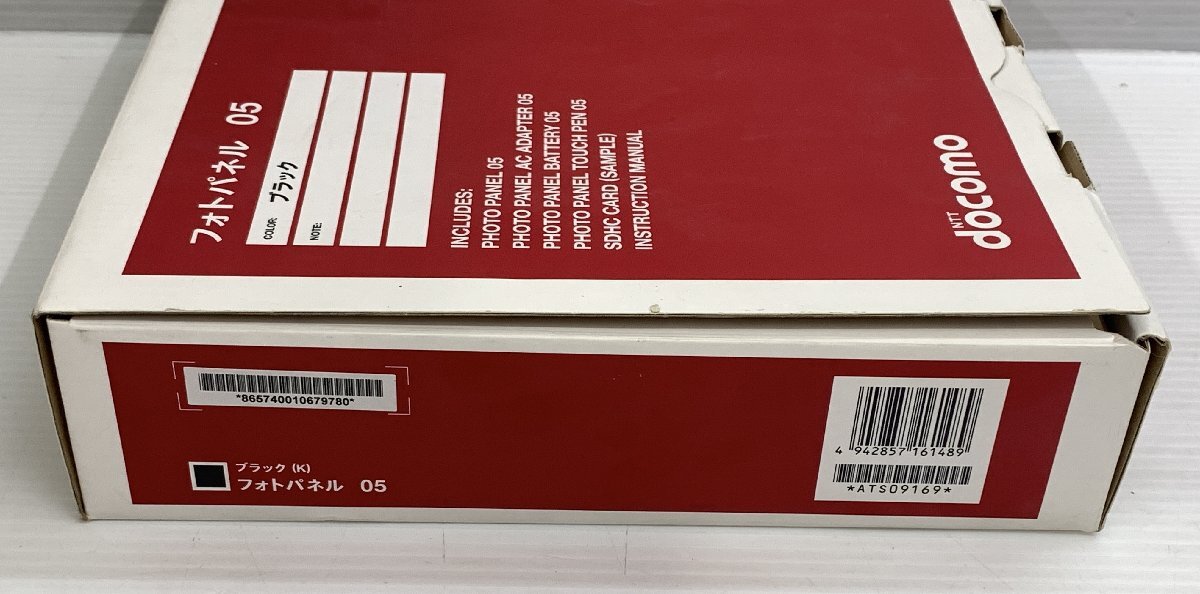 フォトパネル 05
COLOR: ブラック
NOTE:
INCLUDES:
PHOTO PANEL 05
PHOTO PANEL AC ADAPTER 05
PHOTO PANEL BATTERY 05
PHOTO PANEL TOUCH PEN 05
SDHC CARD (SAMPLE)
INSTRUCTION MANUAL
NTT
docomo
*865740010679780*
ブラック (K)
フォトパネル 05
4 942857 161489
*ATS09169*